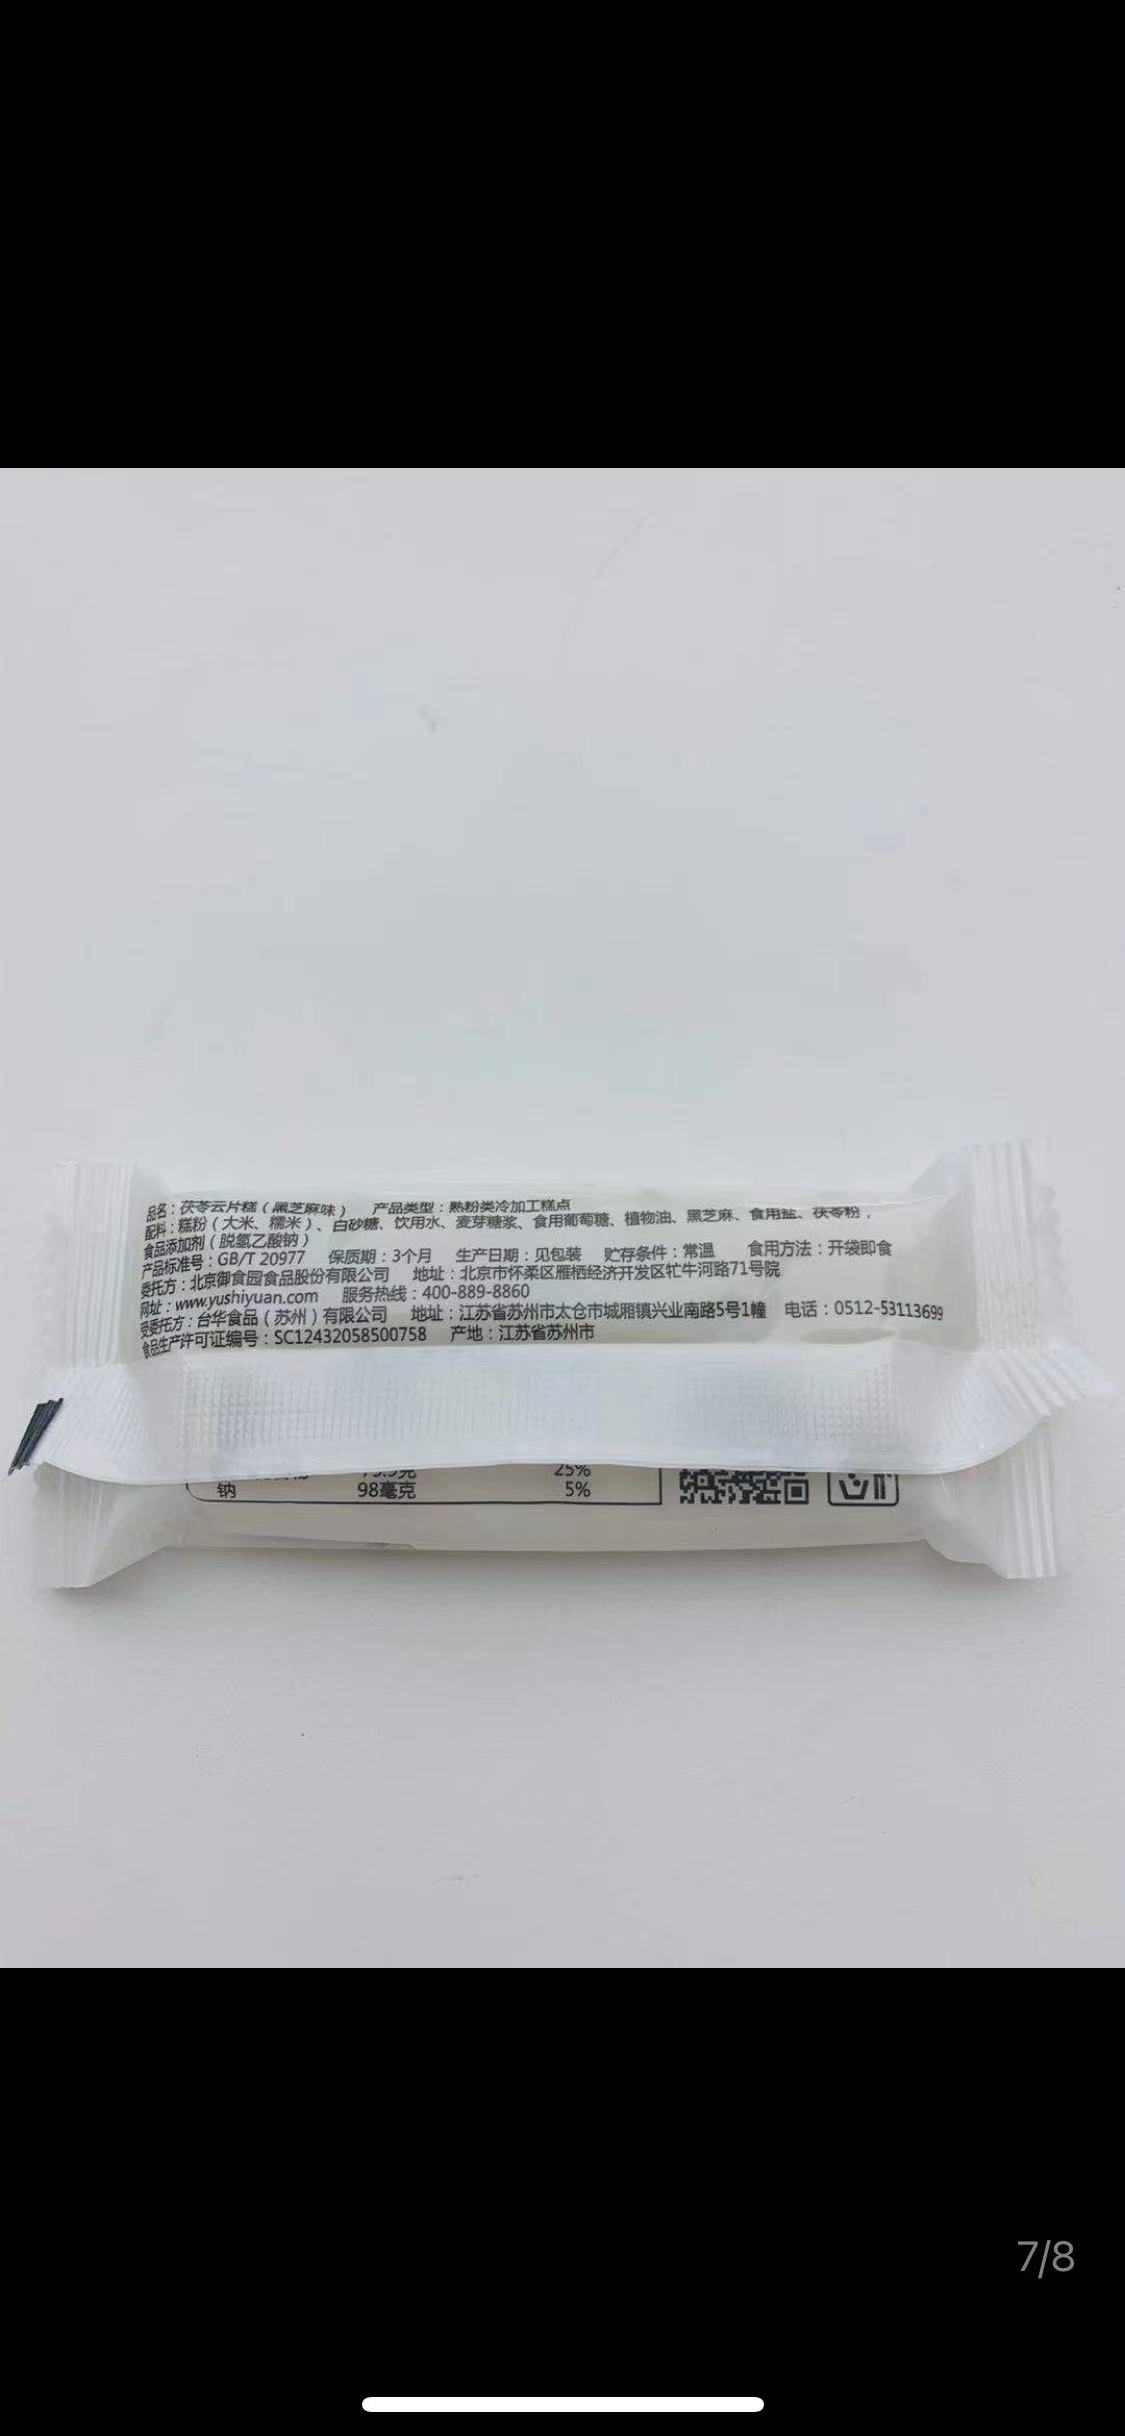 品名：茯苓云片糕（黑芝麻味） 产品类型：熟粉类冷加工糕点
配料：糕粉（大米、糯米）、白砂糖、饮用水、麦芽糖浆、食用葡萄糖、植物油、黑芝麻、食用盐、茯苓粉，
食品添加剂（脱氢乙酸钠）
产品标准号：GB/T 20977 保质期：3个月 生产日期：见包装 贮存条件：常温 食用方法：开袋即食
委托方：北京御食园食品股份有限公司 地址：北京市怀柔区雁栖经济开发区牤牛河路71号院
网址：www.yushiyuan.com 服务热线：400-889-8860
受委托方：台华食品（苏州）有限公司 地址：江苏省苏州市太仓市城厢镇兴业南路5号1幢 电话：0512-53113699
食品生产许可证编号：SC12432058500758 产地：江苏省苏州市
25%
钠 98毫克 5%
7/8